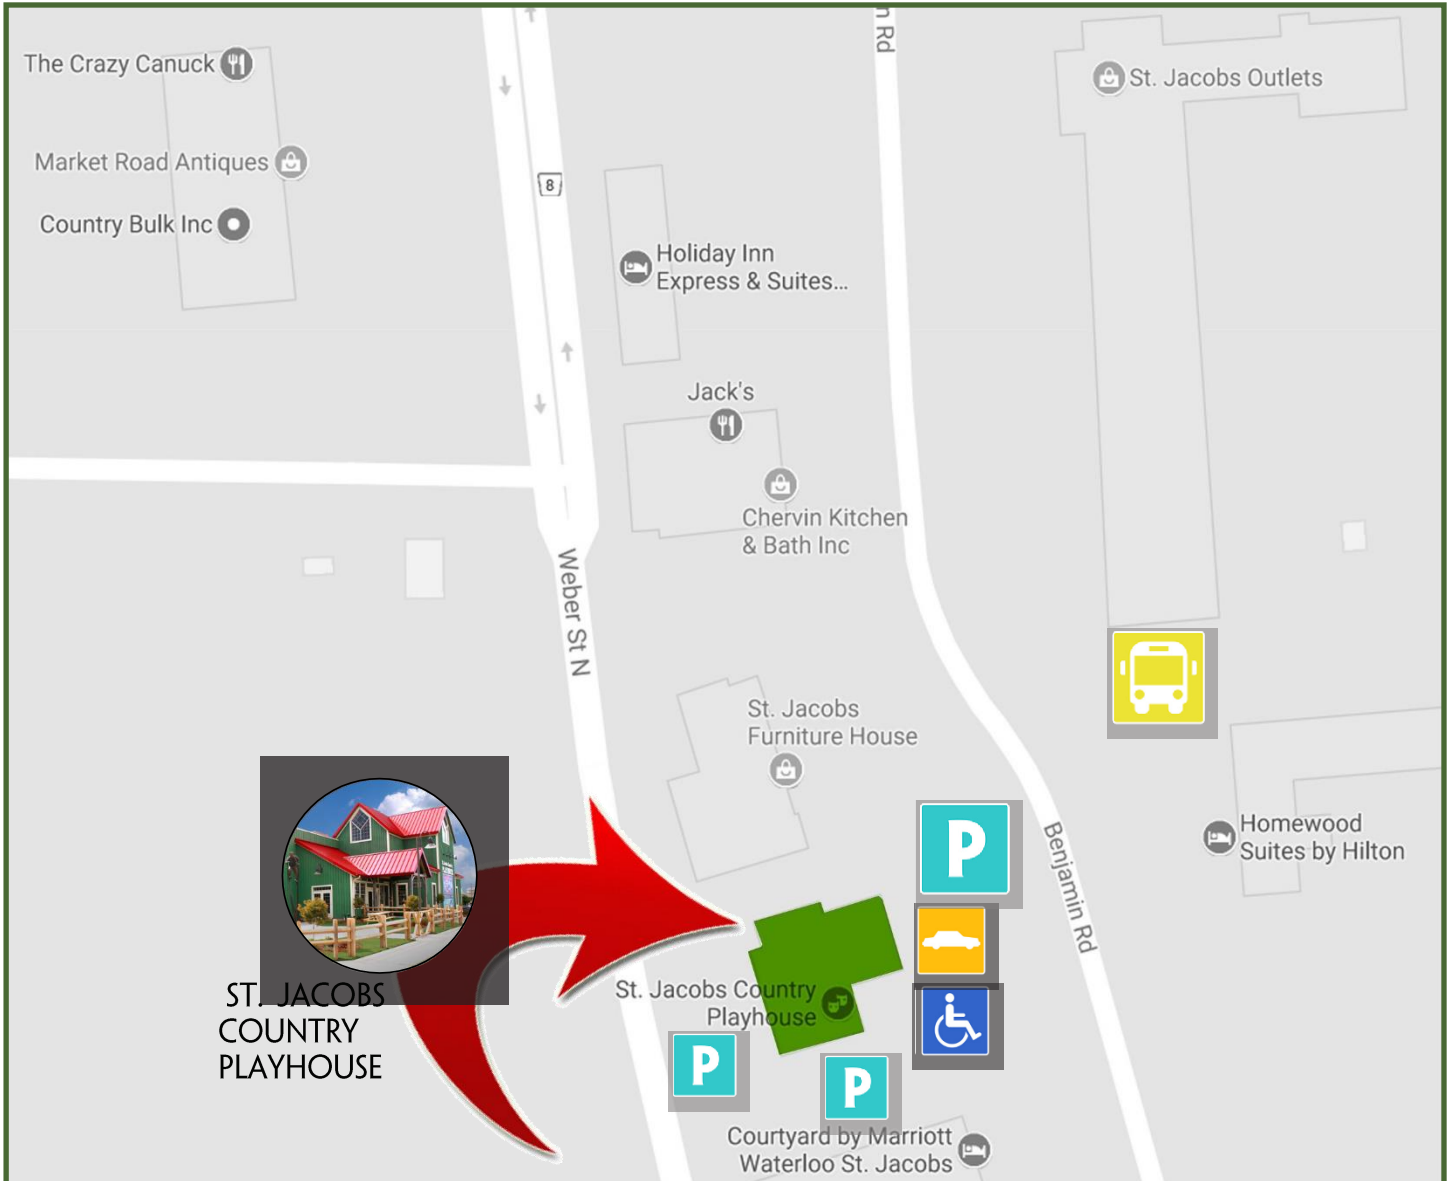 The Crazy Canuck
n Rd
St. Jacobs Outlets
Market Road Antiques
8
Country Bulk Inc
Holiday Inn
Express & Suites...
Jack's
Chervin Kitchen
& Bath Inc
Weber St N
St. Jacobs
Furniture House
P
Benjamin Rd
Homewood
Suites by Hilton
St. Jacobs Country
Playhouse
ST. JACOBS
COUNTRY
PLAYHOUSE
P
P
Courtyard by Marriott
Waterloo St. Jacobs